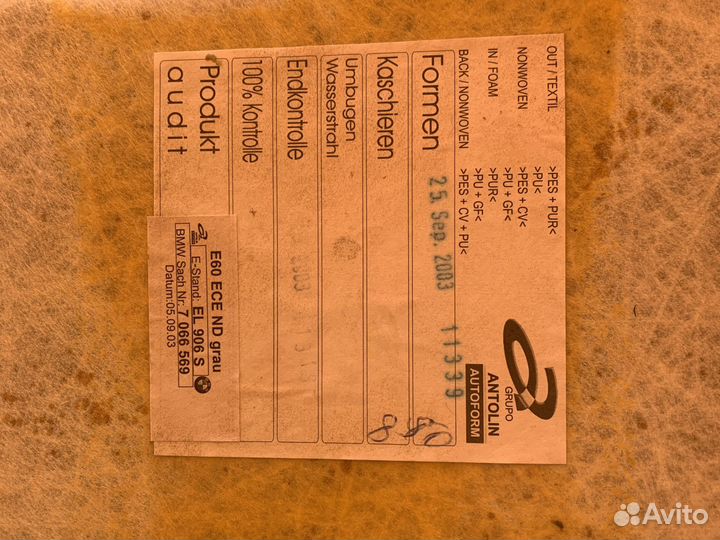 OUT / TEXTIL >PES + PUR<
>PU<
NONWOVEN >PES + CV<
IN / FOAM >PU + GF<
>PUR<
>PU + GF<
BACK / NONWOVEN >PES + CV + PU<
GRUPO
ANTOLIN
AUTOFORM
Formen 25. Sep. 2003 11339
Kaschieren
Umbugen
Wasserstrahl
Endkontrolle
100% Kontrolle
Produkt
audit
E60 ECE ND grau
E-Stand: EL 906 S
BMW Sach Nr: 7 066 569
Datum:05.09.03
Avito